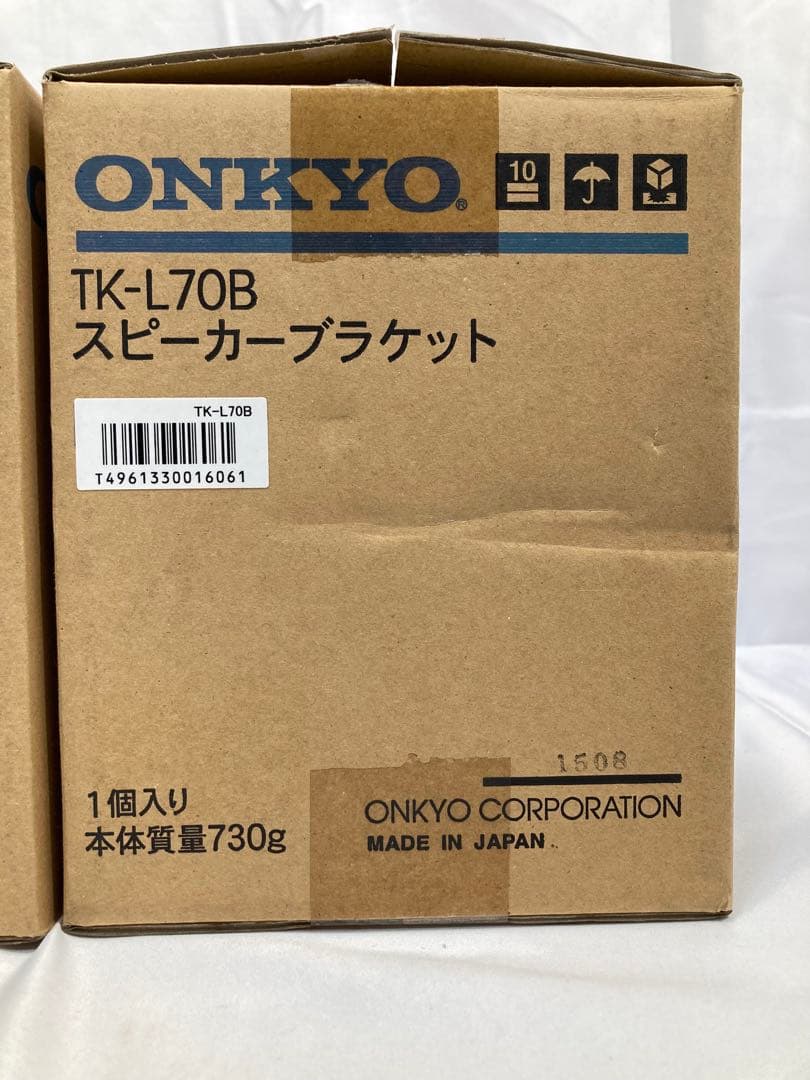 ONKYO®
10
TK-L70B
スピーカーブラケット
TK-L70B
T4961330016061
1508
1個入り
本体質量730g
ONKYO CORPORATION
MADE IN JAPAN